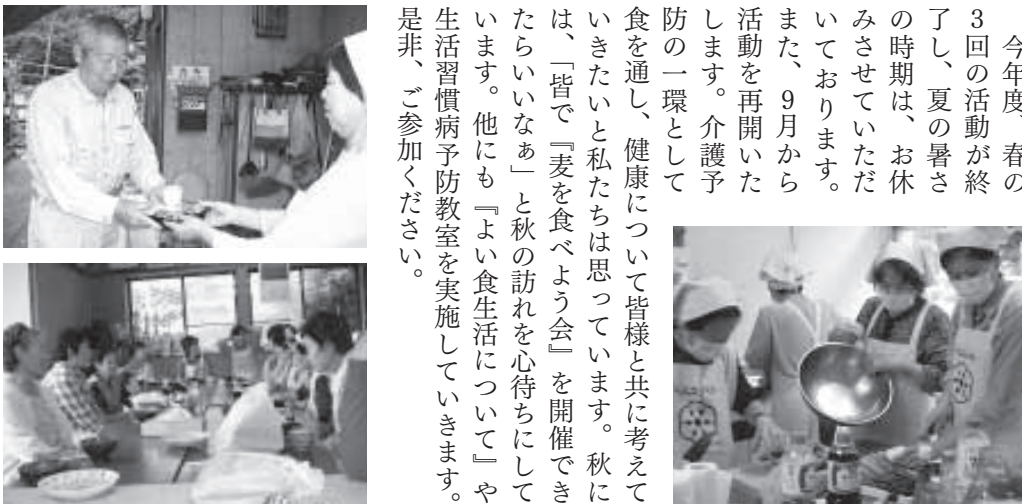 今年度、春の
3回の活動が終
了し、夏の暑さ
の時期は、お休
みさせていただ
いております。
また、9月から
活動を再開いた
します。介護予
防の一環として
食を通し、健康について皆様と共に考えて
いきたいと私たちは思っています。秋に
は、「皆で『麦を食べよう会』を開催でき
たらいいなぁ」と秋の訪れを心待ちにして
います。他にも『よい食生活について』や
生活習慣病予防教室を実施していきます。
是非、ご参加ください。